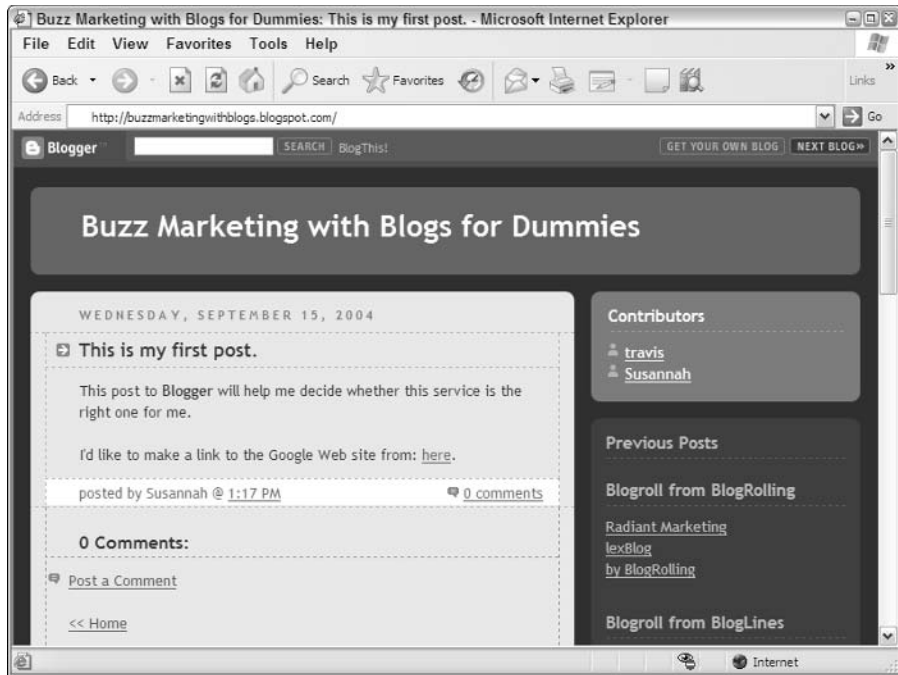 Buzz Marketing with Blogs for Dummies: This is my first post. - Microsoft Internet Explorer
File Edit View Favorites Tools Help
Back Search Favorites Links »
Address http://buzzmarketingwithblogs.blogspot.com/ Go
Blogger™ SEARCH BlogThis! GET YOUR OWN BLOG NEXT BLOG»
Buzz Marketing with Blogs for Dummies
WEDNESDAY, SEPTEMBER 15, 2004
This is my first post.
This post to Blogger will help me decide whether this service is the
right one for me.
I'd like to make a link to the Google Web site from: here.
posted by Susannah @ 1:17 PM 0 comments
0 Comments:
Post a Comment
<< Home
Contributors
travis
Susannah
Previous Posts
Blogroll from BlogRolling
Radiant Marketing
lexBlog
by BlogRolling
Blogroll from BlogLines
Internet